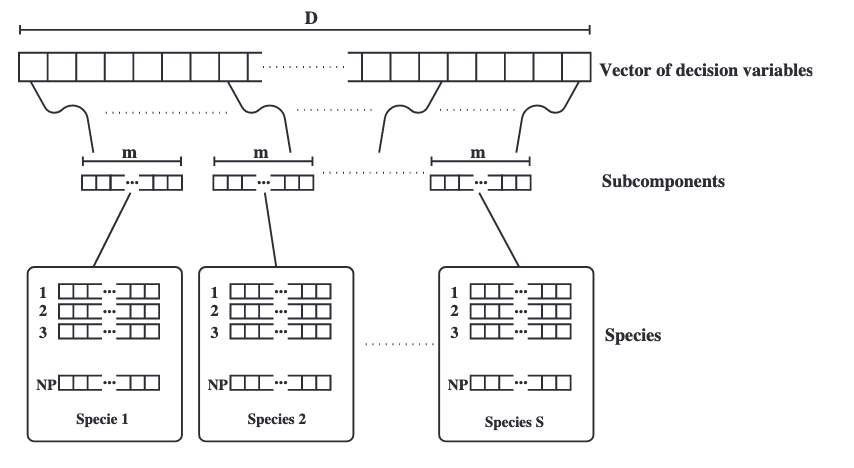 D
Vector of decision variables
m m m
Subcomponents
1 ... 1 ... 1 ...
2 ... 2 ... 2 ...
3 ... 3 ... 3 ...
Species
NP ... NP ... NP ...
Specie 1 Species 2 Species S